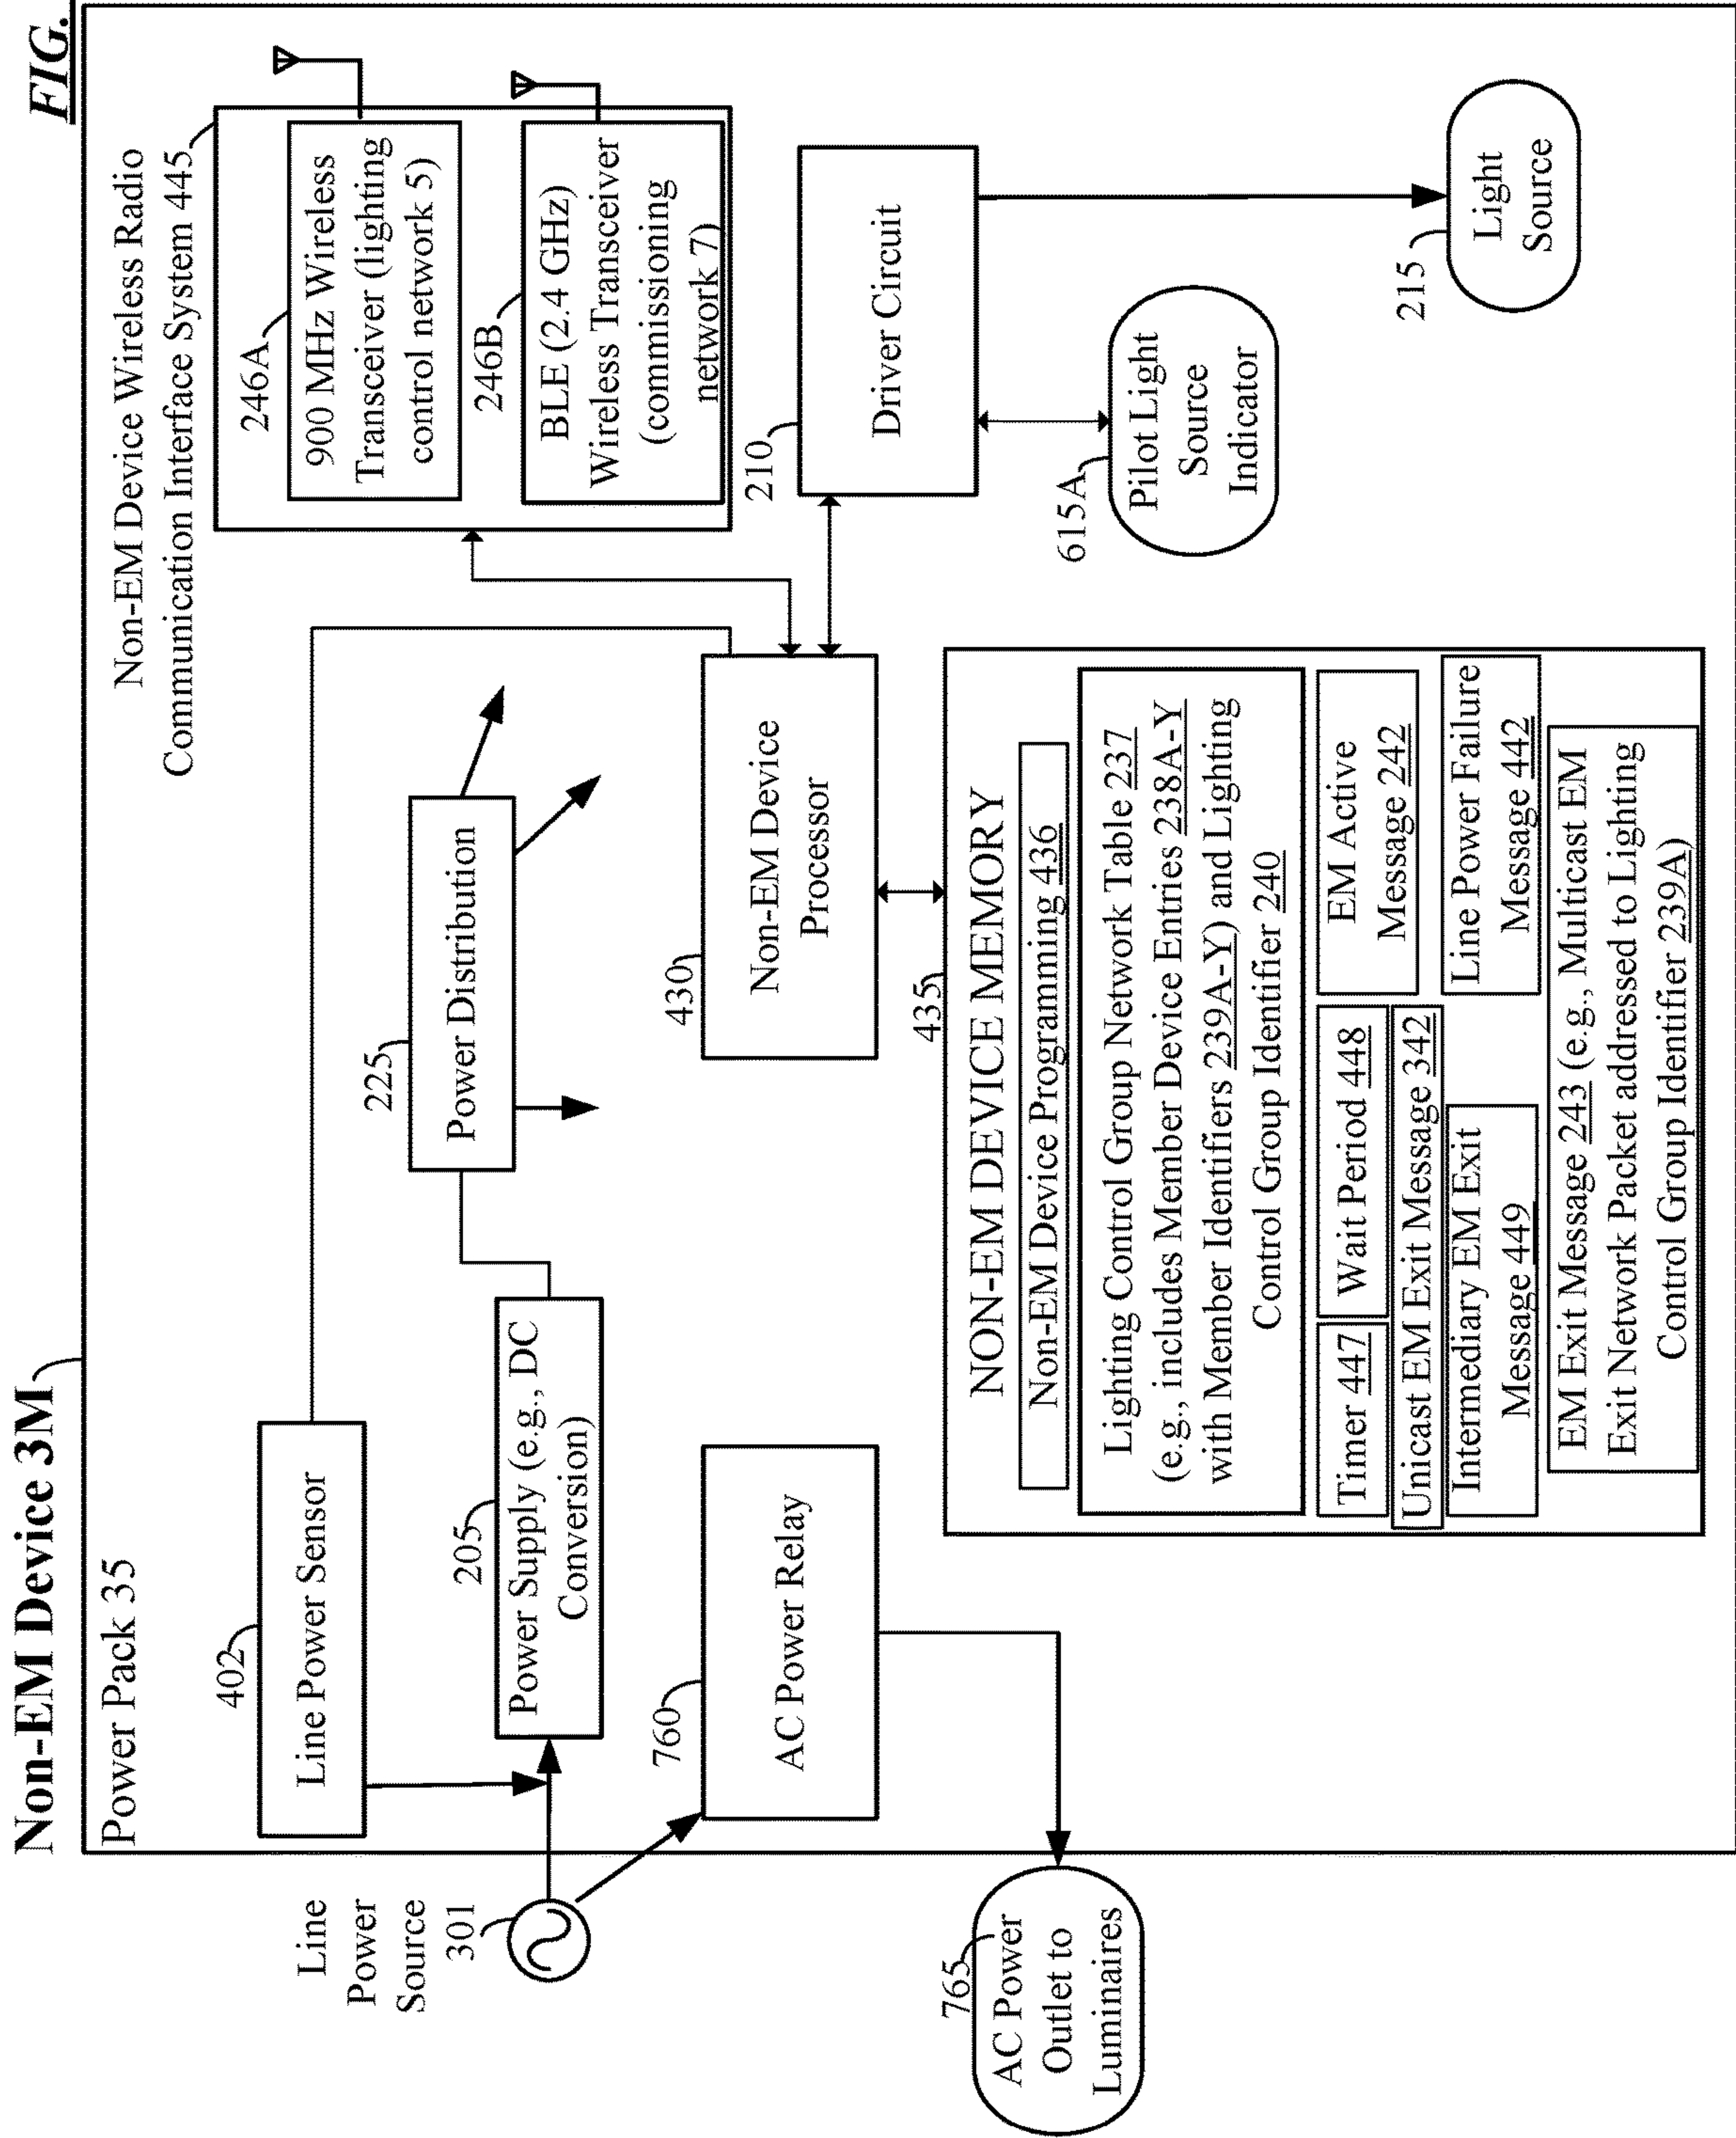 FIG.
Non-EM Device 3M
Power Pack 35
Non-EM Device Wireless Radio
Communication Interface System 445
246A
900 MHz Wireless
Transceiver (lighting
control network 5)
246B
BLE (2.4 GHz)
Wireless Transceiver
(commissioning
network 7)
402
Line Power Sensor
225
Power Distribution
205
Power Supply (e.g., DC
Conversion)
Line
Power
Source
301
760
AC Power Relay
765
AC Power
Outlet to
Luminaires
430
Non-EM Device
Processor
210
Driver Circuit
615A
Pilot Light
Source
Indicator
215
Light
Source
435
NON-EM DEVICE MEMORY
Non-EM Device Programming 436
Lighting Control Group Network Table 237
(e.g., includes Member Device Entries 238A-Y
with Member Identifiers 239A-Y) and Lighting
Control Group Identifier 240
Timer 447
Wait Period 448
EM Active
Message 242
Unicast EM Exit Message 342
Intermediary EM Exit
Message 449
Line Power Failure
Message 442
EM Exit Message 243 (e.g., Multicast EM
Exit Network Packet addressed to Lighting
Control Group Identifier 239A)